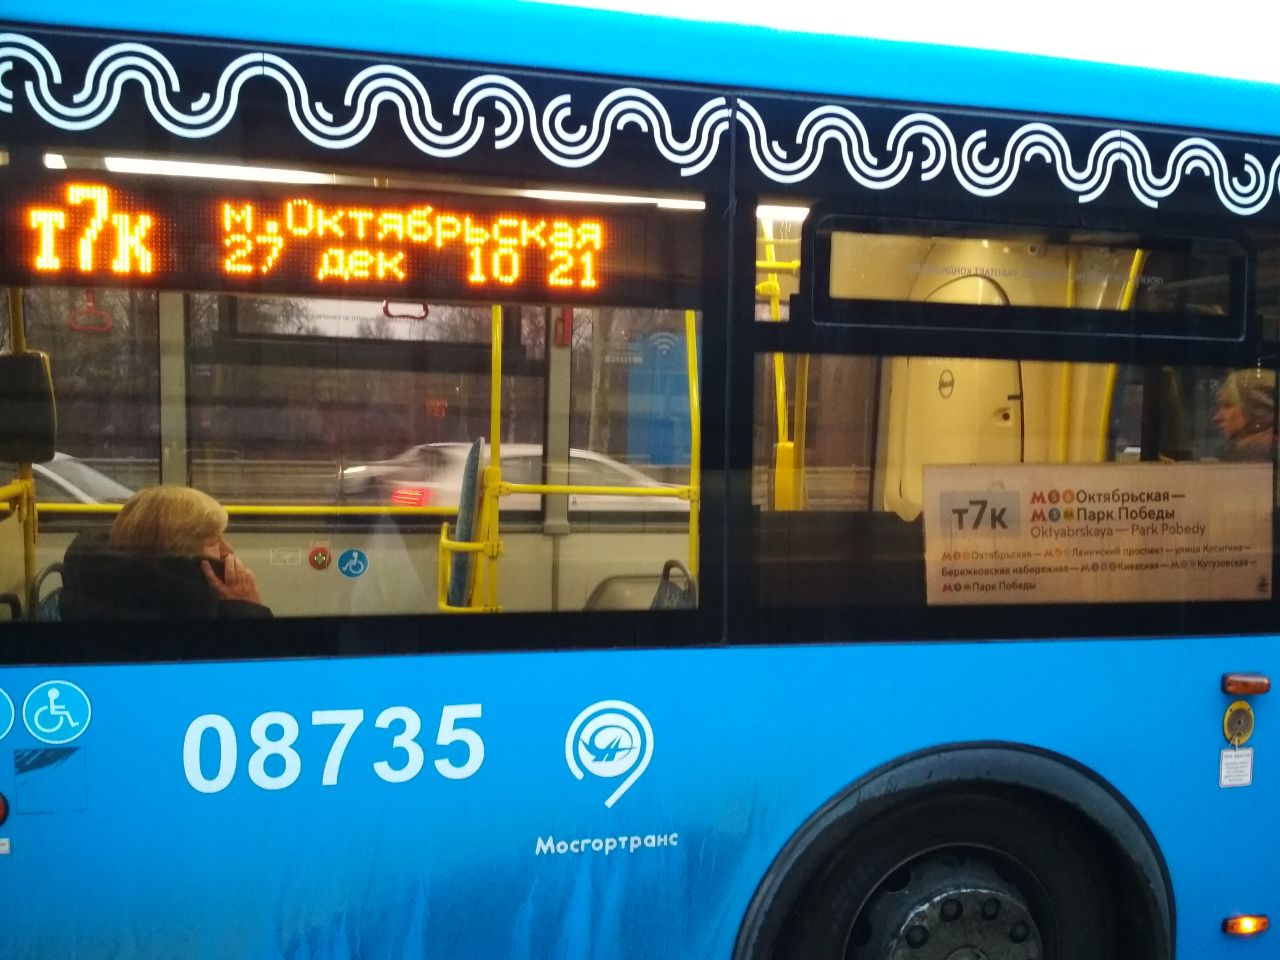 т7к
м.Октябрьская
27 дек 10 21
т7к
Октябрьская—
Парк Победы
Oktyabrskaya — Park Pobedy
Октябрьская— Ленинский проспект—улица Косыгина—
Бережковская набережная— Киевская— Кутузовская—
Парк Победы
08735
Мосгортранс